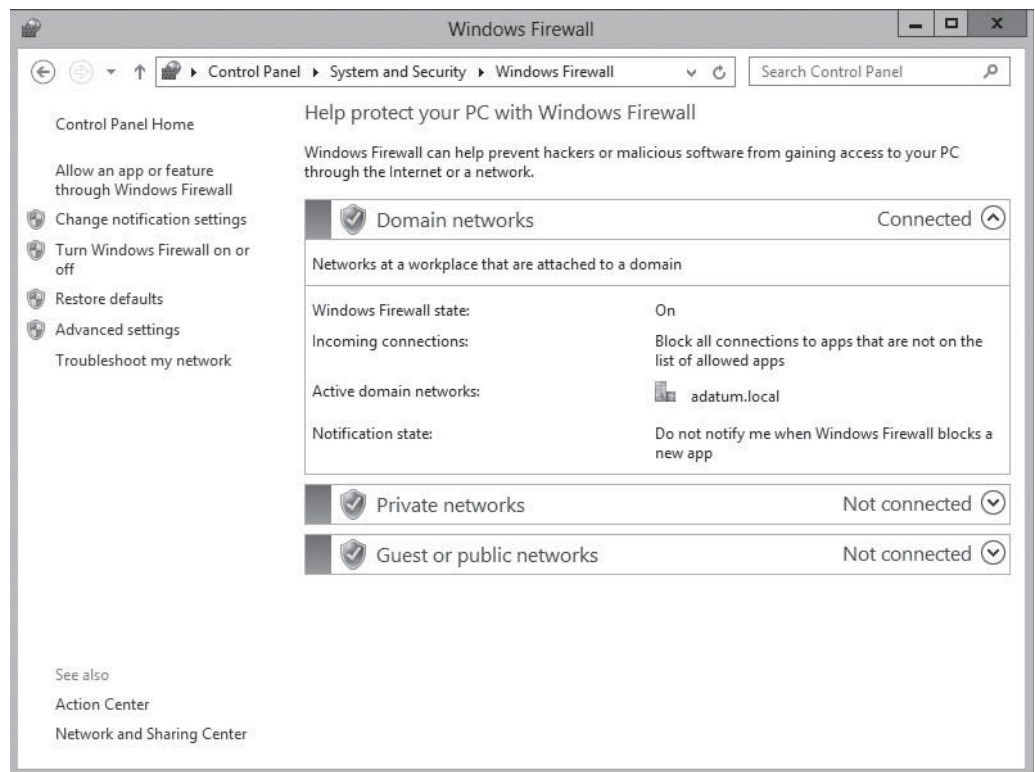 Windows Firewall
Control Panel ▸ System and Security ▸ Windows Firewall
Search Control Panel
Control Panel Home
Allow an app or feature
through Windows Firewall
Change notification settings
Turn Windows Firewall on or
off
Restore defaults
Advanced settings
Troubleshoot my network
See also
Action Center
Network and Sharing Center
Help protect your PC with Windows Firewall
Windows Firewall can help prevent hackers or malicious software from gaining access to your PC
through the Internet or a network.
Domain networks Connected
Networks at a workplace that are attached to a domain
Windows Firewall state: On
Incoming connections: Block all connections to apps that are not on the
list of allowed apps
Active domain networks: adatum.local
Notification state: Do not notify me when Windows Firewall blocks a
new app
Private networks Not connected
Guest or public networks Not connected